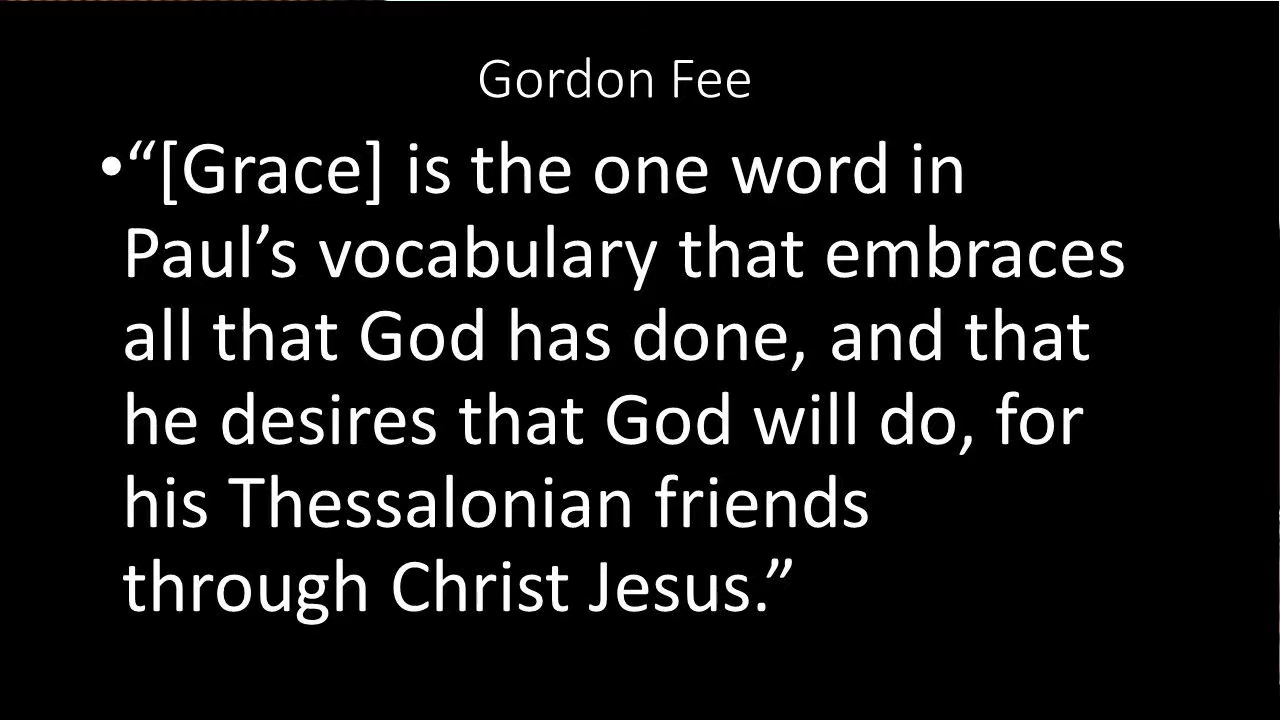 Gordon Fee
•“[Grace] is the one word in
Paul’s vocabulary that embraces
all that God has done, and that
he desires that God will do, for
his Thessalonian friends
through Christ Jesus.”